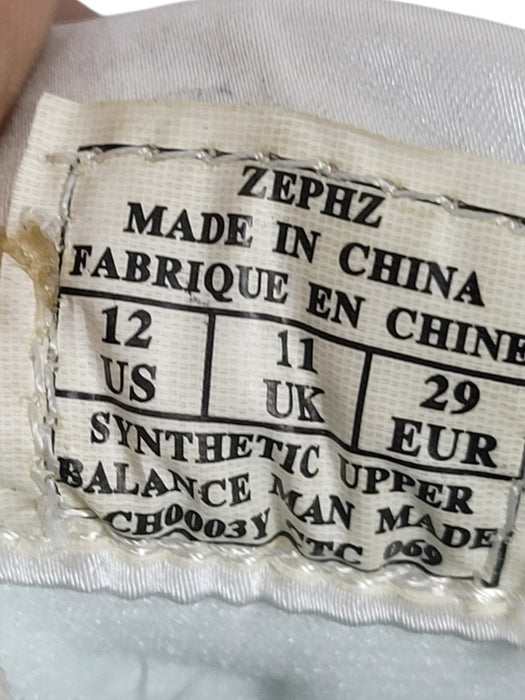 ZEPHZ
MADE IN CHINA
FABRIQUE EN CHINE
12 US
11 UK
29 EUR
SYNTHETIC UPPER
BALANCE MAN MADE
CH0003Y 069